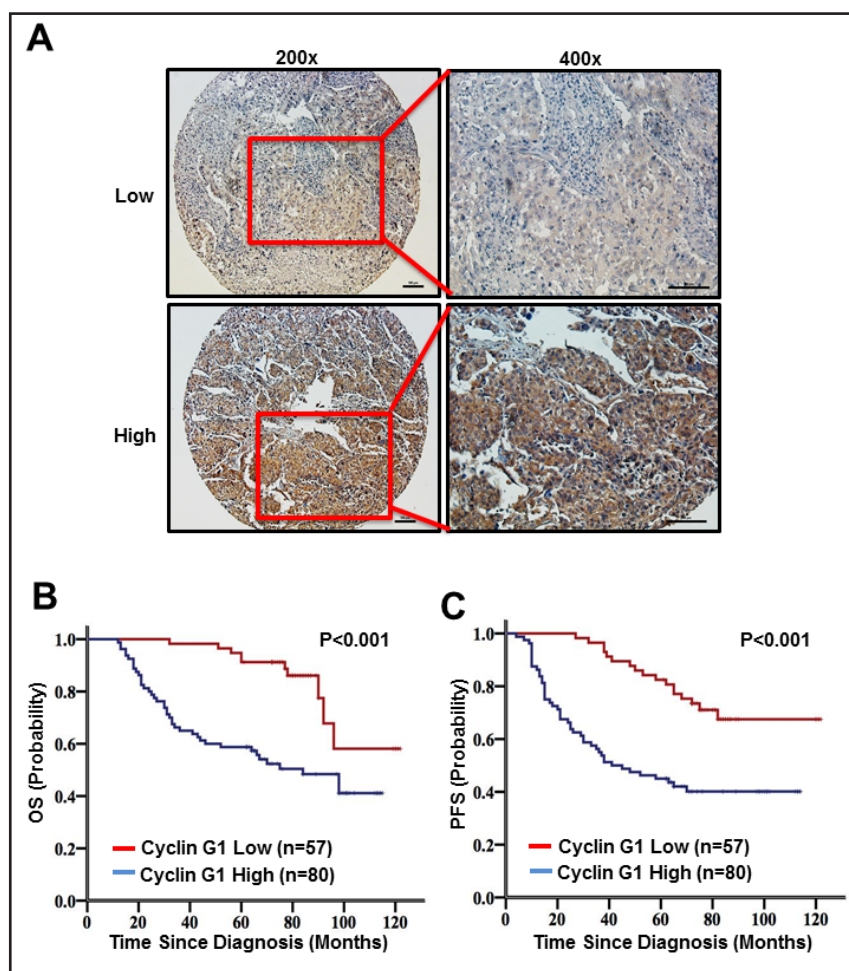 A
200x 400x
Low
High
B
P<0.001
OS (Probability)
1.0
0.8
0.6
0.4
0.2
0.0
Cyclin G1 Low (n=57)
Cyclin G1 High (n=80)
0 20 40 60 80 100 120
Time Since Diagnosis (Months)
C
P<0.001
PFS (Probability)
1.0
0.8
0.6
0.4
0.2
0.0
Cyclin G1 Low (n=57)
Cyclin G1 High (n=80)
0 20 40 60 80 100 120
Time Since Diagnosis (Months)